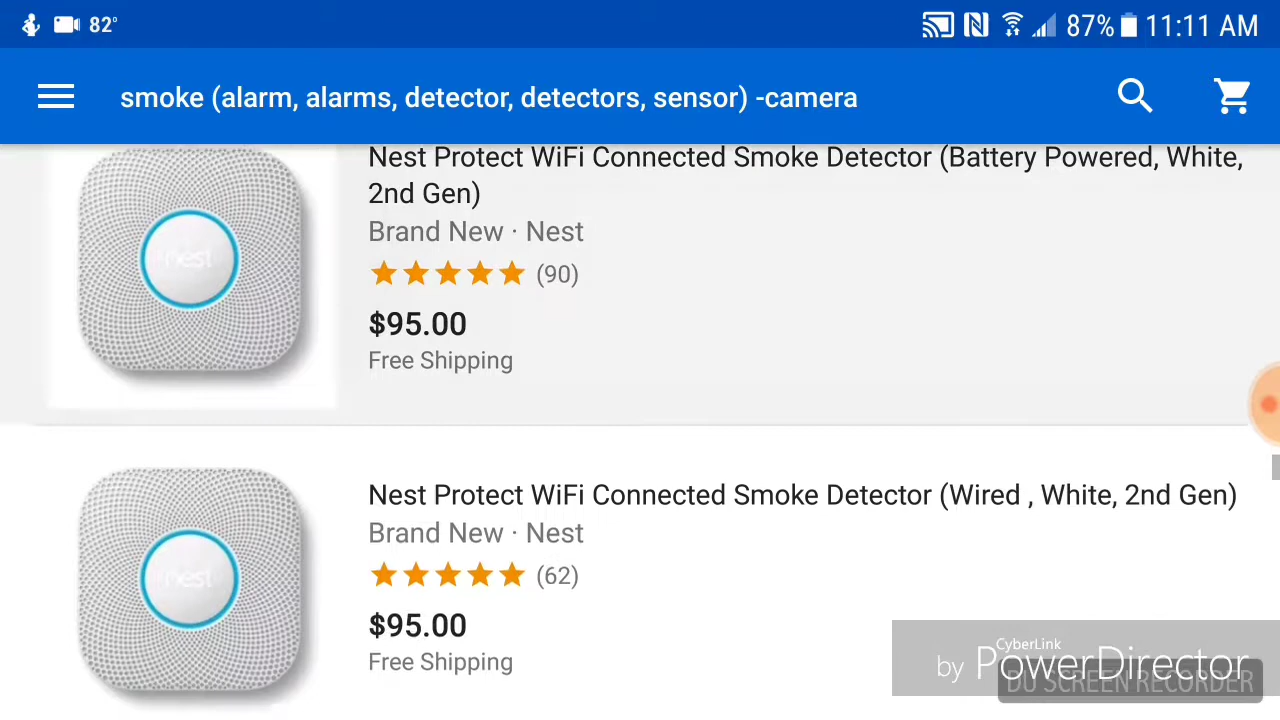 82°
87% 11:11 AM
smoke (alarm, alarms, detector, detectors, sensor) -camera
Nest Protect WiFi Connected Smoke Detector (Battery Powered, White,
2nd Gen)
Brand New · Nest
(90)
$95.00
Free Shipping
nest
Nest Protect WiFi Connected Smoke Detector (Wired , White, 2nd Gen)
Brand New · Nest
(62)
$95.00
Free Shipping
nest
CyberLink
by PowerDirector
DU SCREEN RECORDER